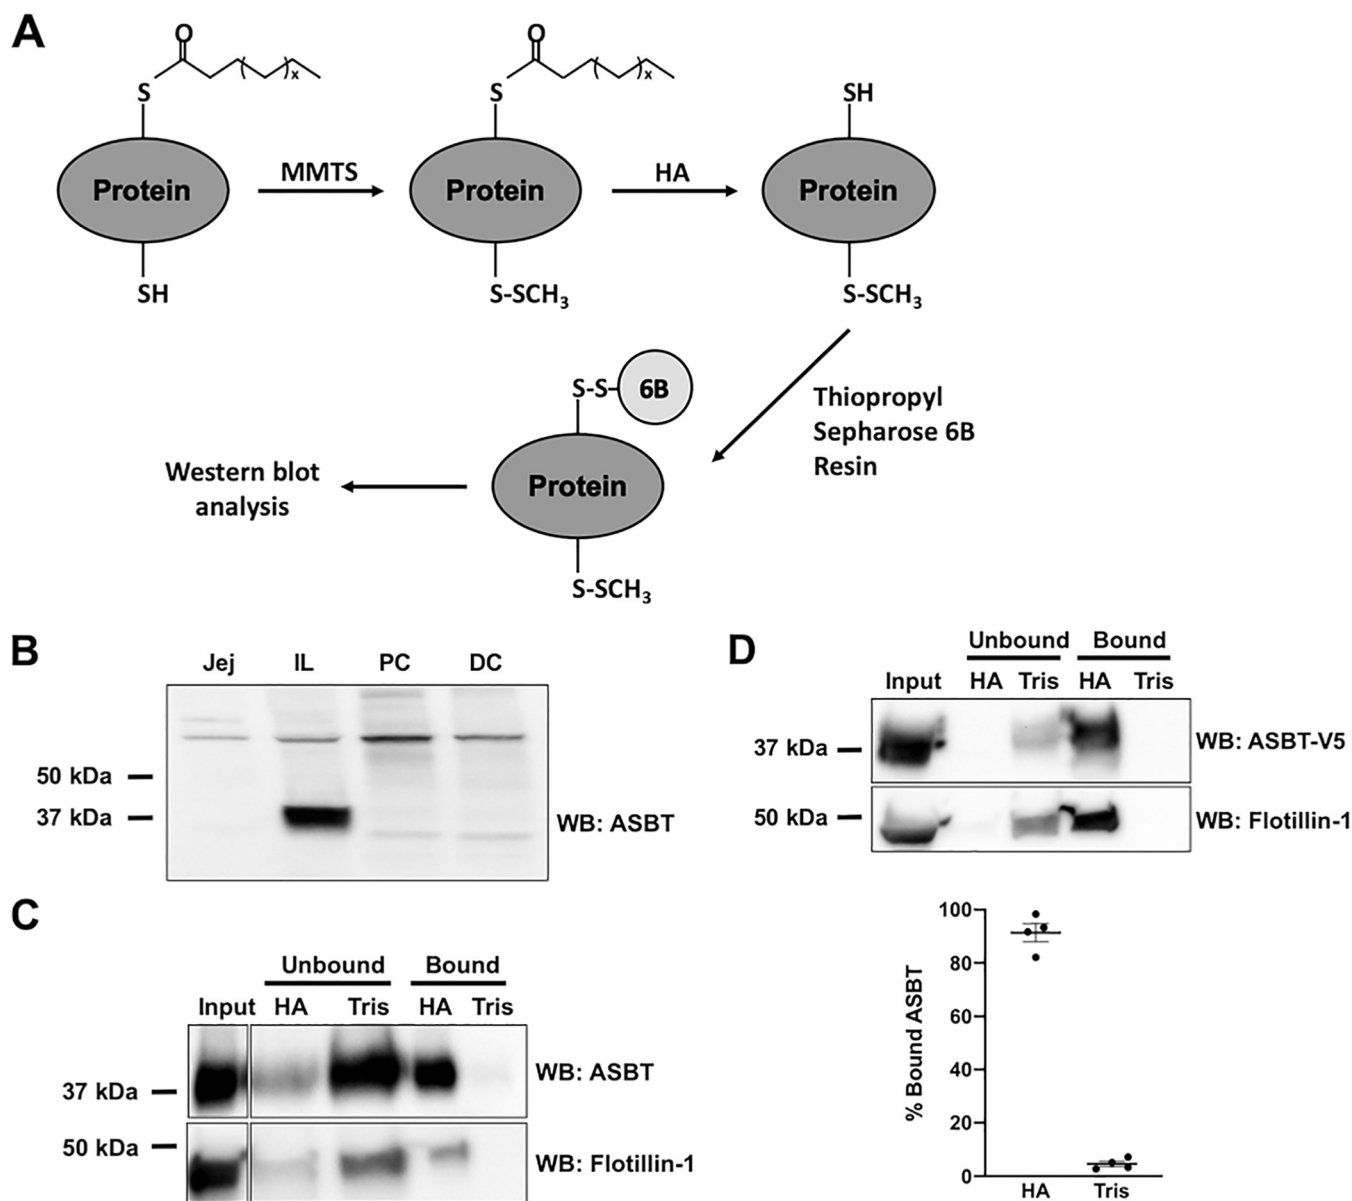 A
O
O
S
x
S
x
SH
Protein
MMTS
Protein
HA
Protein
SH
S-SCH3
S-SCH3
S-S-
6B
Thiopropyl
Sepharose 6B
Resin
Protein
Western blot
analysis
S-SCH3
B
Jej
IL
PC
DC
50 kDa
37 kDa
WB: ASBT
C
Unbound
Bound
Input
HA
Tris
HA
Tris
37 kDa
WB: ASBT
50 kDa
WB: Flotillin-1
D
Unbound
Bound
Input
HA
Tris
HA
Tris
37 kDa
WB: ASBT-V5
50 kDa
WB: Flotillin-1
% Bound ASBT
100
80
60
40
20
0
HA
Tris